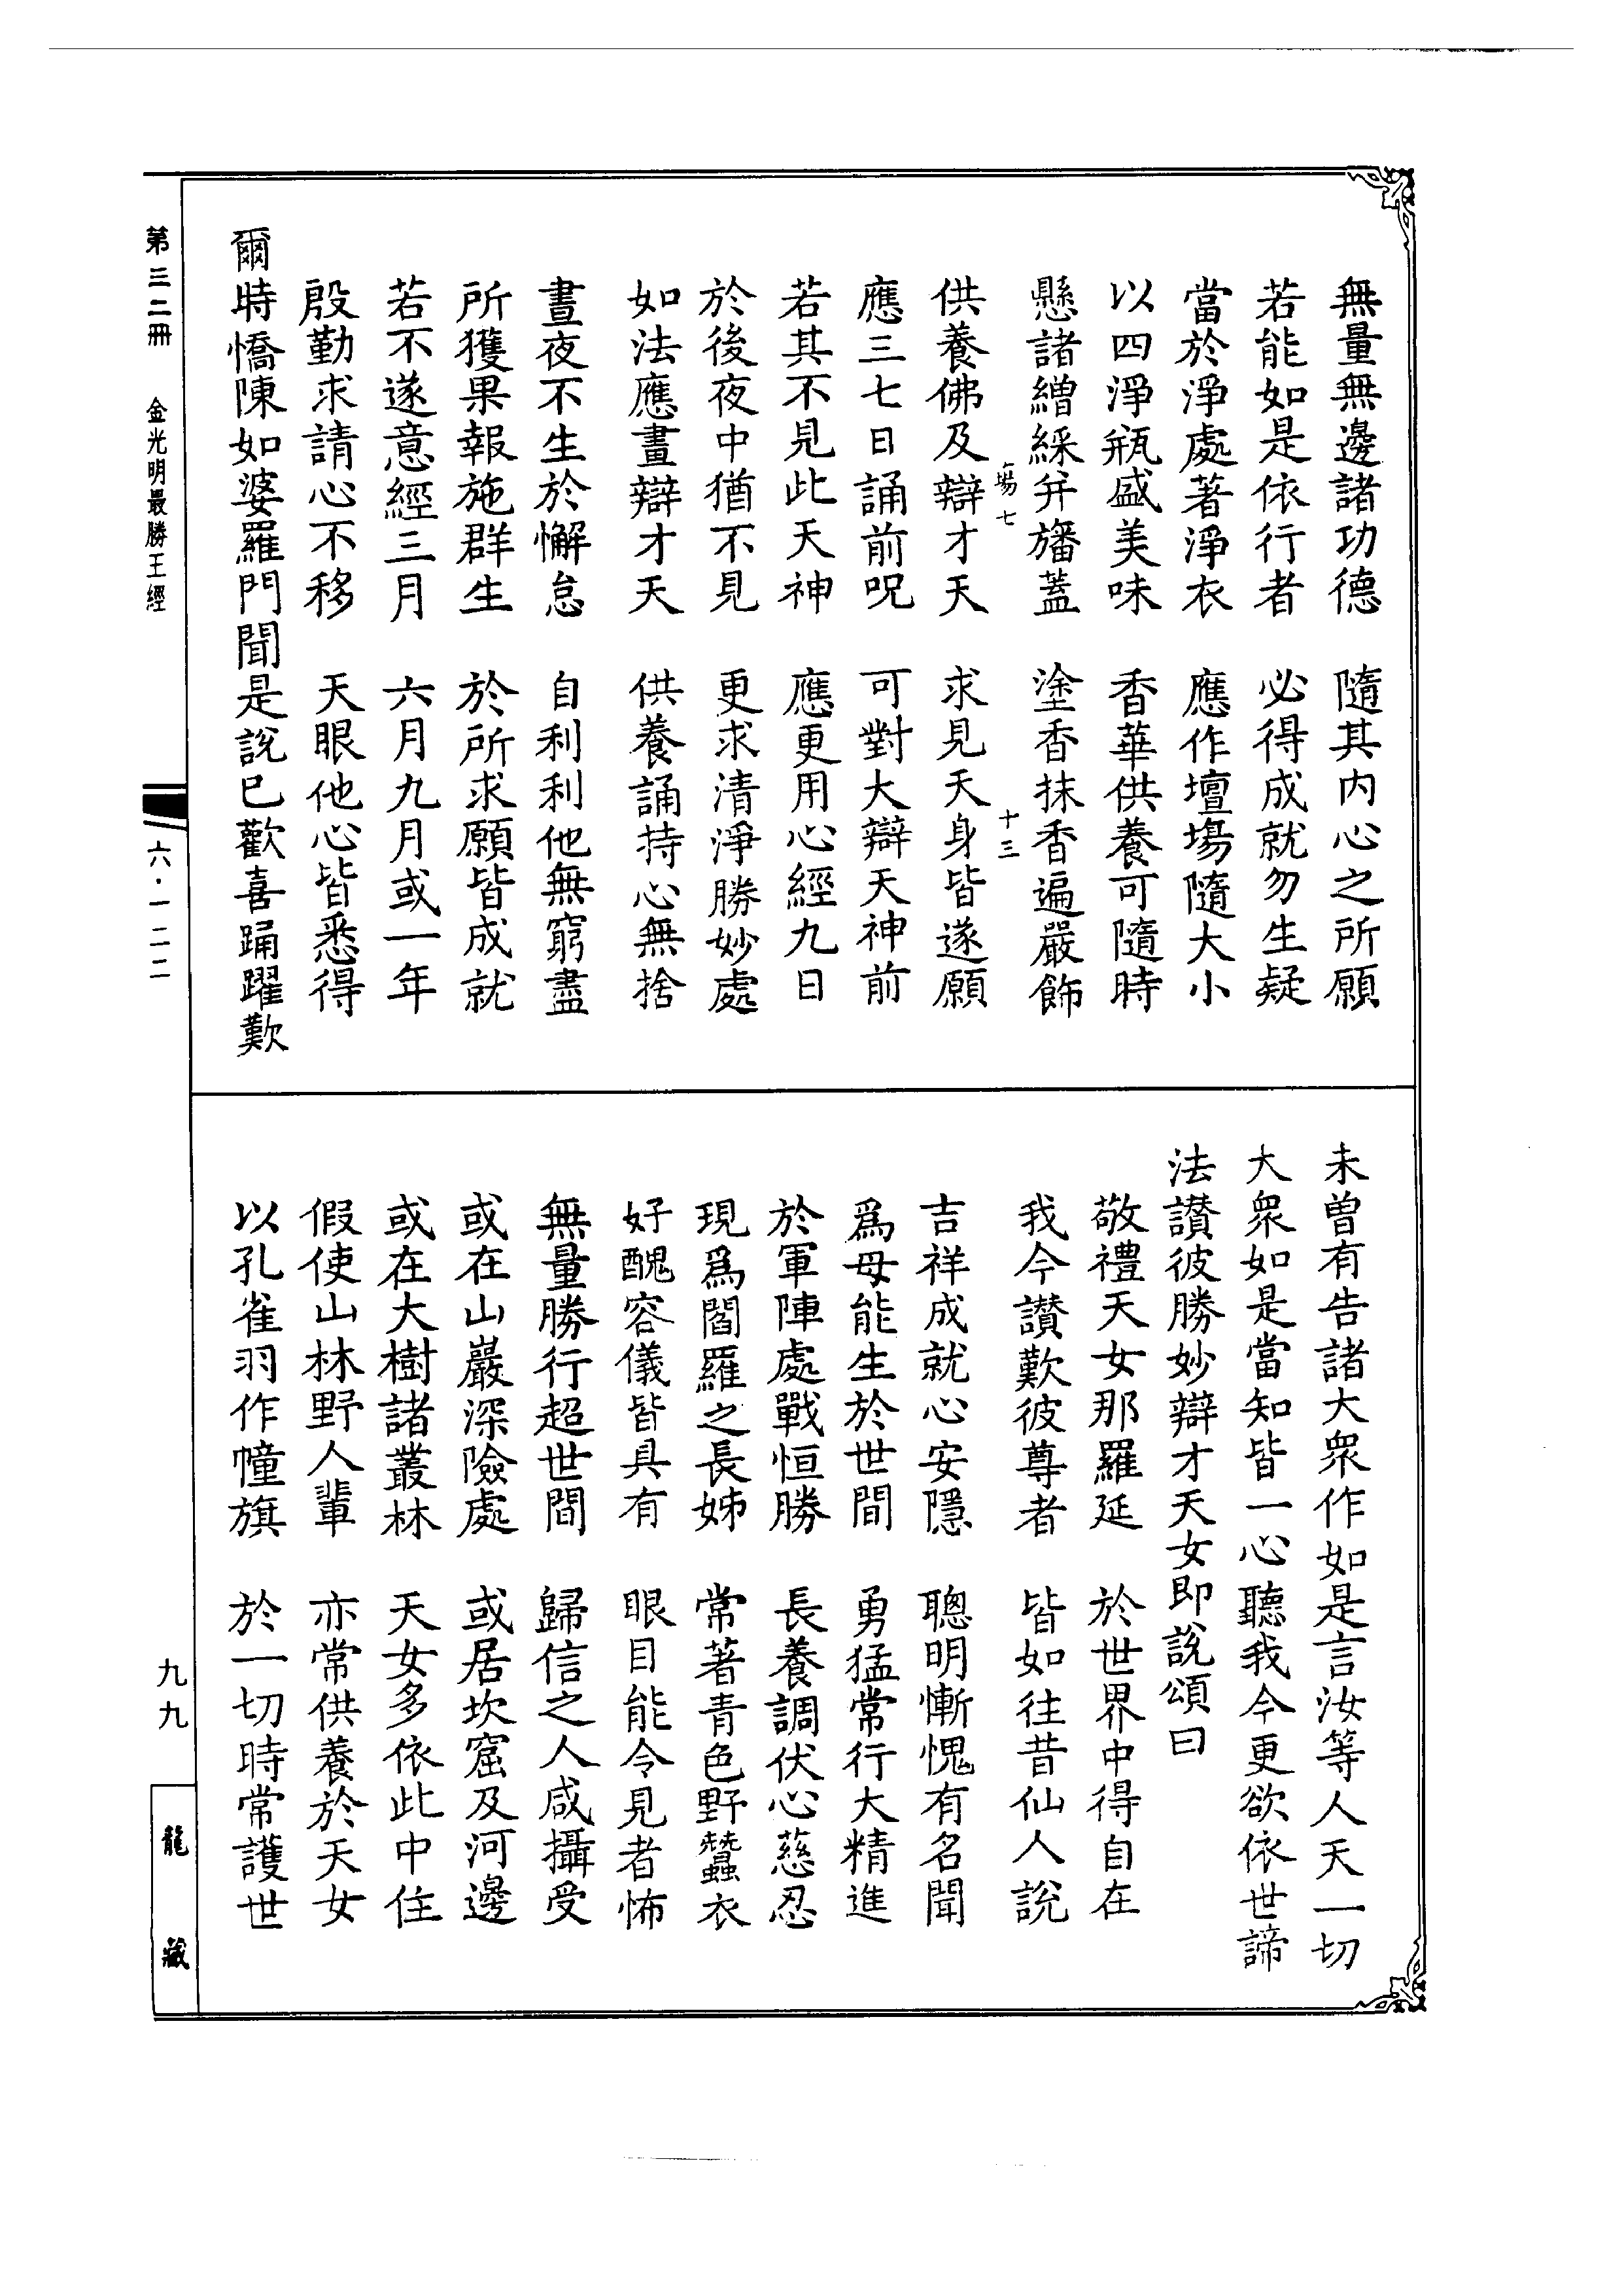 無量無邊諸功德　隨其内心之所願
若能如是依行者　必得成就勿生疑
當於淨處著淨衣　應作壇場隨大小
以四淨瓶盛美味　香華供養可隨時
懸諸繒綵并旛蓋　塗香抹香遍嚴飾
場七　十三
供養佛及辯才天　求見天身皆遂願
應三七日誦前呪　可對大辯天神前
若其不見此天神　應更用心經九日
於後夜中猶不見　更求清淨勝妙處
如法應畫辯才天　供養誦持心無捨
晝夜不生於懈怠　自利利他無窮盡
所獲果報施群生　於所求願皆成就
若不遂意經三月　六月九月或一年
殷勤求請心不移　天眼他心皆悉得
爾時憍陳如婆羅門聞是說已歡喜踊躍歎
未曽有告諸大衆作如是言汝等人天一切
大衆如是當知皆一心聽我今更欲依世諦
法讃彼勝妙辯才天女即說頌曰
敬禮天女那羅延　於世界中得自在
我今讃歎彼尊者　皆如往昔仙人說
吉祥成就心安隱　聰明慚愧有名聞
爲母能生於世間　勇猛常行大精進
於軍陣處戰恒勝　長養調伏心慈忍
現爲閻羅之長姊　常著青色野蠶衣
好醜容儀皆具有　眼目能令見者怖
無量勝行超世間　歸信之人咸攝受
或在山巖深險處　或居坎窟及河邊
或在大樹諸叢林　天女多依此中住
假使山林野人輩　亦常供養於天女
以孔雀羽作幢旗　於一切時常護世
第三二冊　金光明最勝王經　六·一二二　九九　龍藏